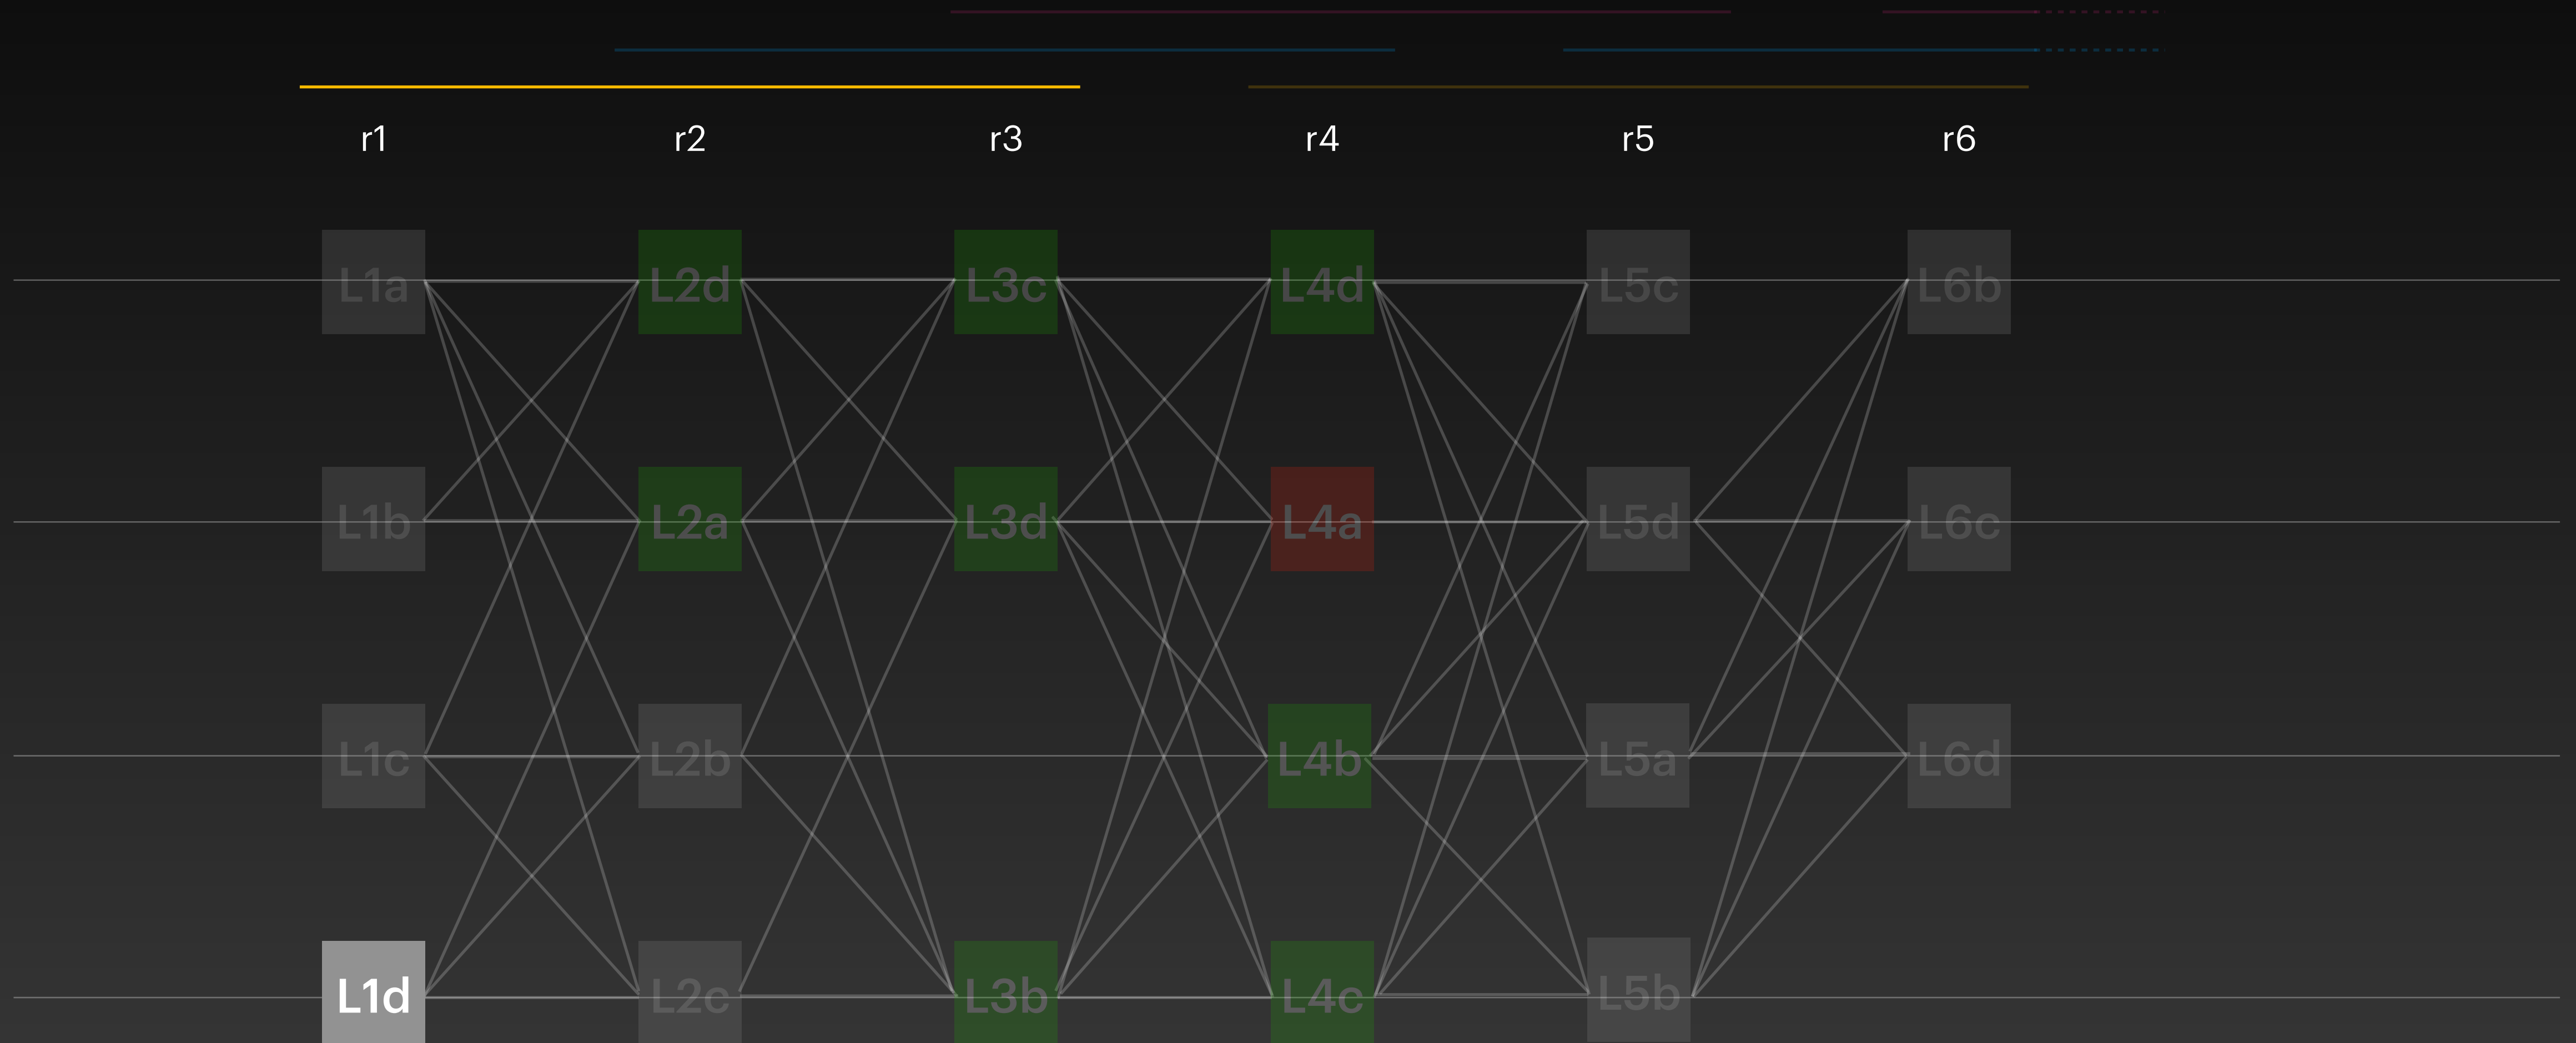 r1 r2 r3 r4 r5 r6
L1a L2d L3c L4d L5c L6b
L1b L2a L3d L4a L5d L6c
L1c L2b L4b L5a L6d
L1d L2c L3b L4c L5b